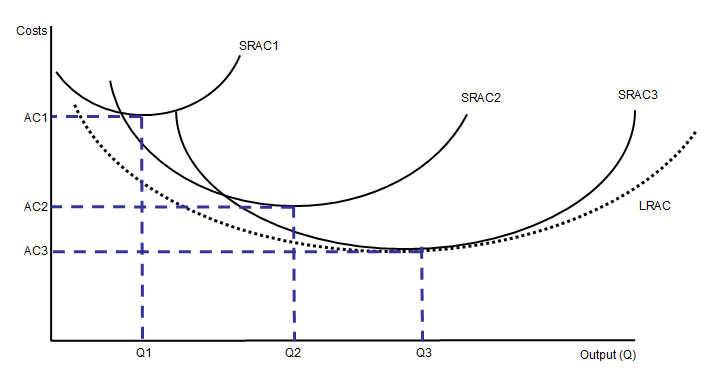 Costs
SRAC1
SRAC2
SRAC3
AC1
AC2
LRAC
AC3
Q1
Q2
Q3
Output (Q)